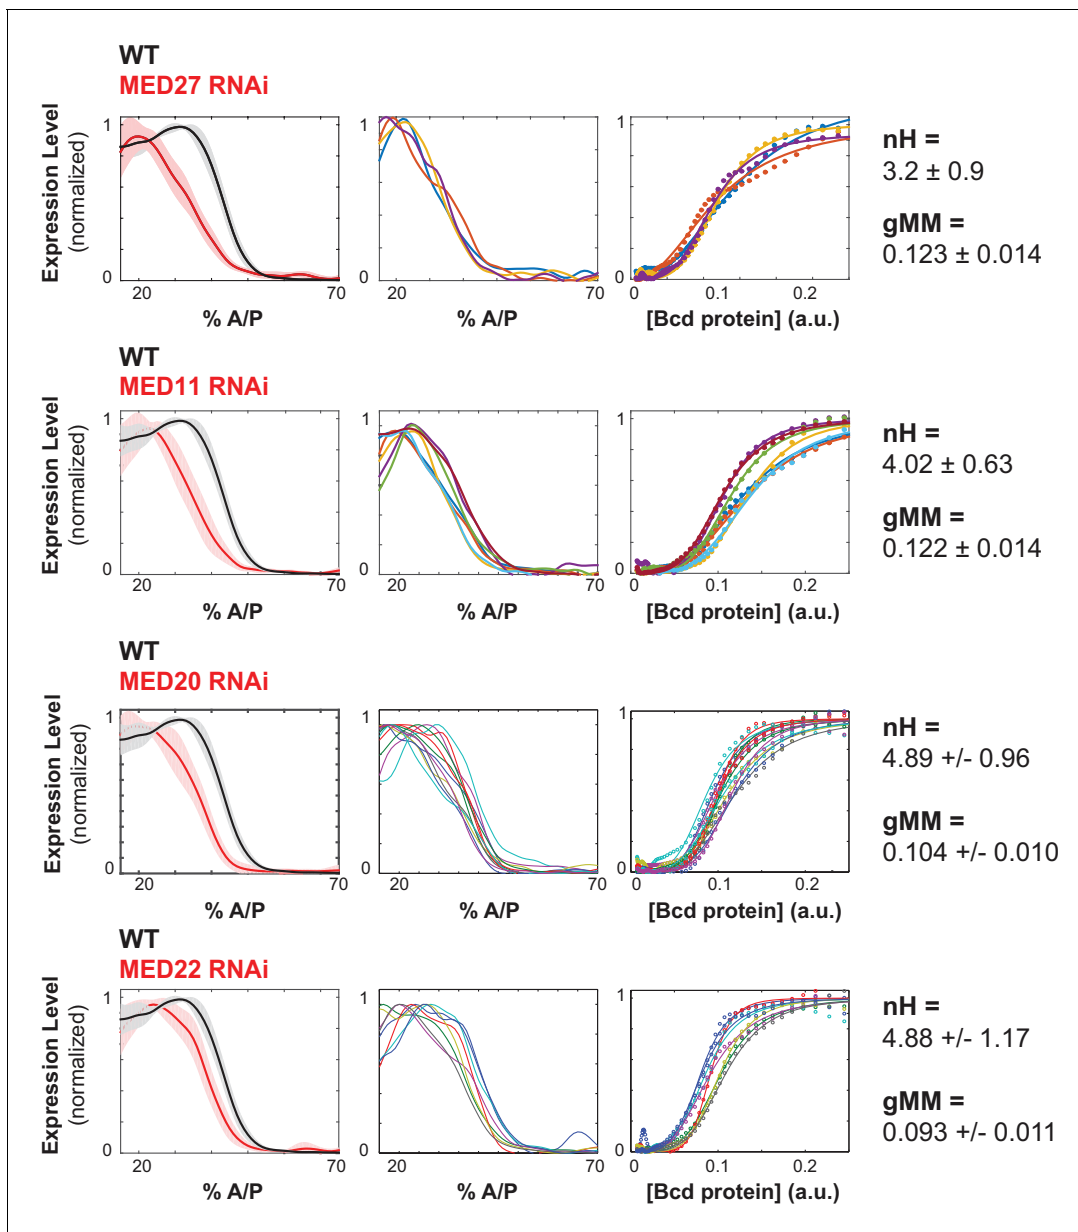 WT
MED27 RNAi
Expression Level
(normalized)
1
0
20
70
% A/P
1
0
20
70
% A/P
1
0
0
0.1
0.2
[Bcd protein] (a.u.)
nH =
3.2 ± 0.9
gMM =
0.123 ± 0.014
WT
MED11 RNAi
Expression Level
(normalized)
1
0
20
70
% A/P
1
0
20
70
% A/P
1
0
0
0.1
0.2
[Bcd protein] (a.u.)
nH =
4.02 ± 0.63
gMM =
0.122 ± 0.014
WT
MED20 RNAi
Expression Level
(normalized)
1
0
20
70
% A/P
1
0
20
70
% A/P
1
0
0
0.1
0.2
[Bcd protein] (a.u.)
nH =
4.89 +/- 0.96
gMM =
0.104 +/- 0.010
WT
MED22 RNAi
Expression Level
(normalized)
1
0
20
70
% A/P
1
0
20
70
% A/P
1
0
0
0.1
0.2
[Bcd protein] (a.u.)
nH =
4.88 +/- 1.17
gMM =
0.093 +/- 0.011